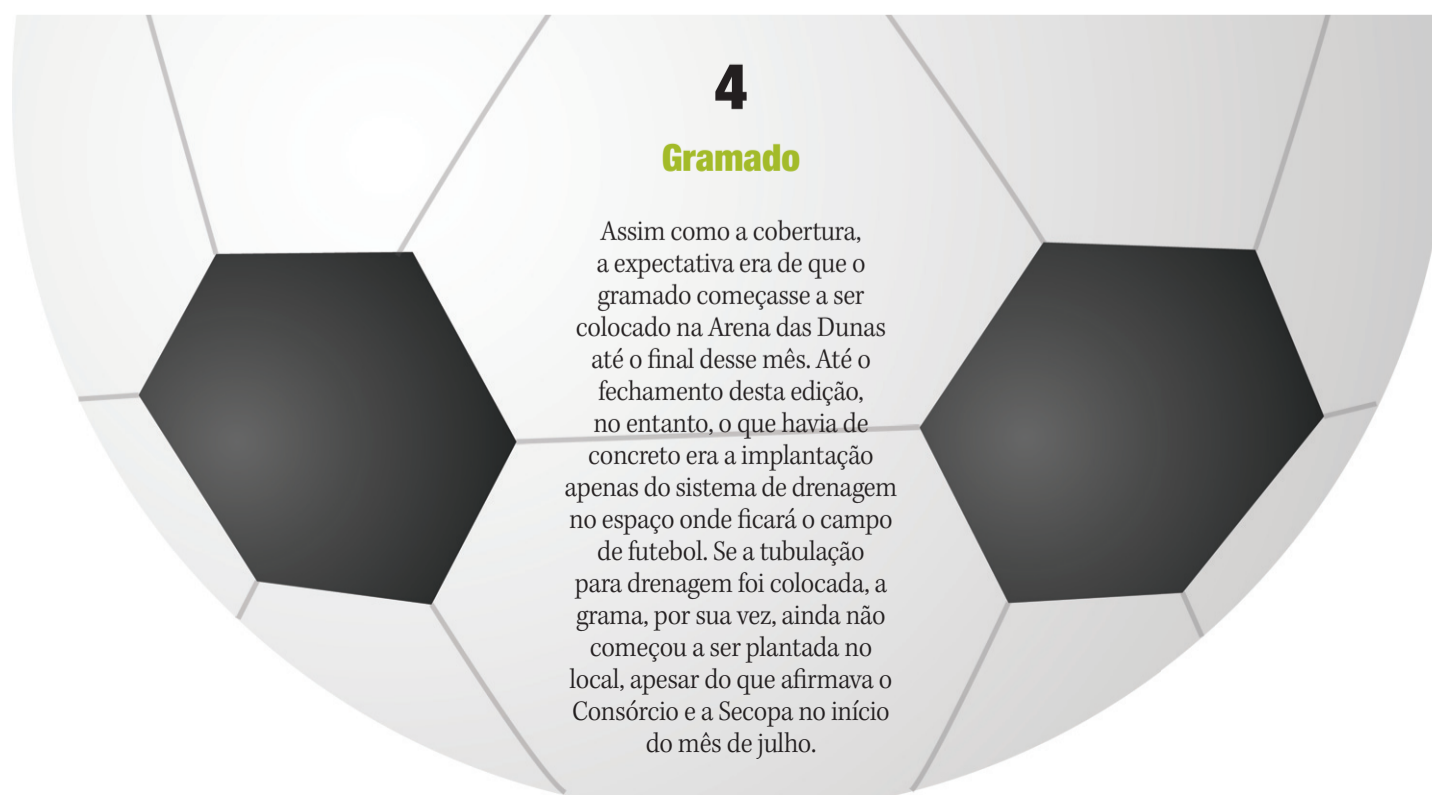 4
Gramado
Assim como a cobertura,
a expectativa era de que o
gramado começasse a ser
colocado na Arena das Dunas
até o final desse mês. Até o
fechamento desta edição,
no entanto, o que havia de
concreto era a implantação
apenas do sistema de drenagem
no espaço onde ficará o campo
de futebol. Se a tubulação
para drenagem foi colocada, a
grama, por sua vez, ainda não
começou a ser plantada no
local, apesar do que afirmava o
Consórcio e a Secopa no início
do mês de julho.